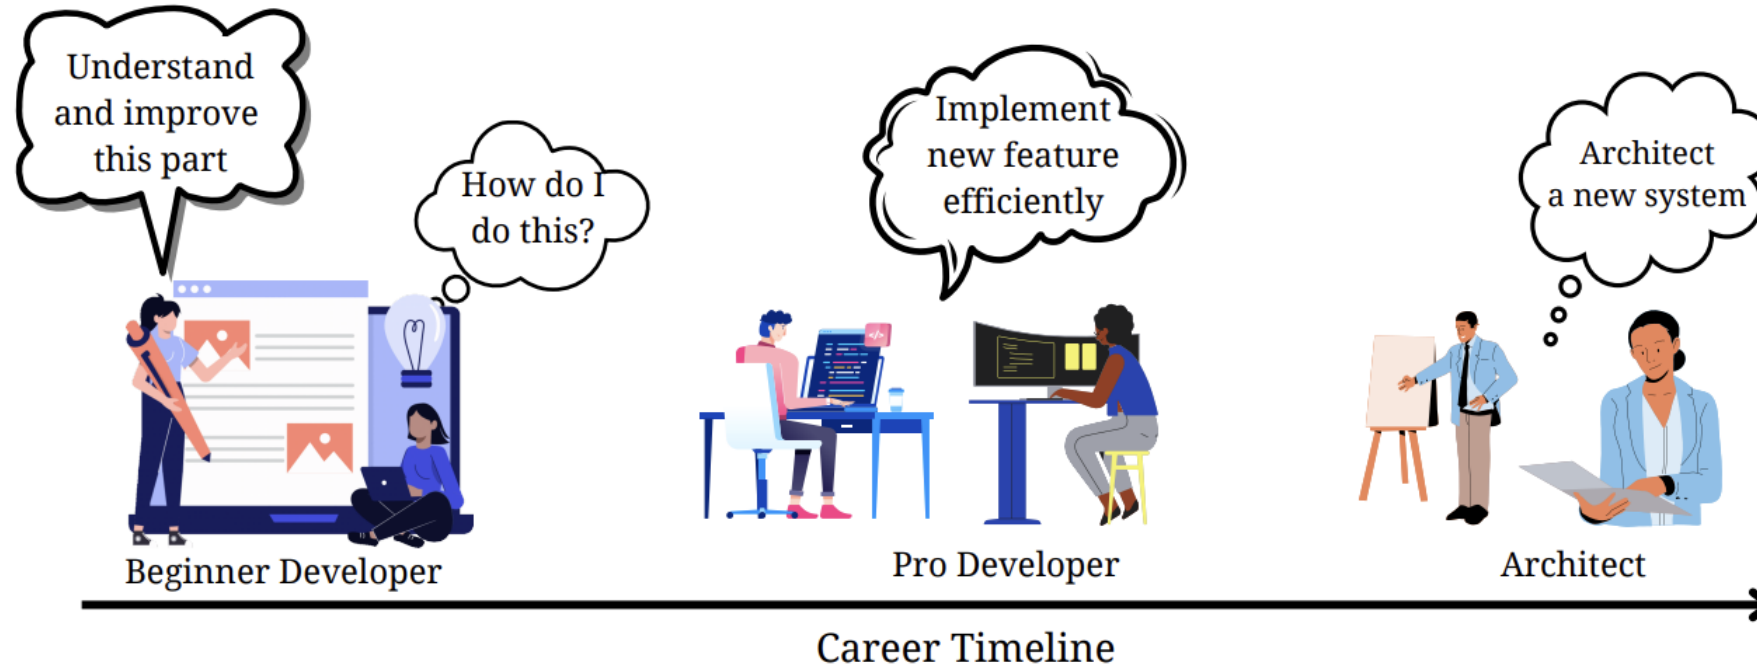 Understand
and improve
this part
How do I
do this?
Implement
new feature
efficiently
Architect
a new system
</>
Beginner Developer
Pro Developer
Architect
Career Timeline